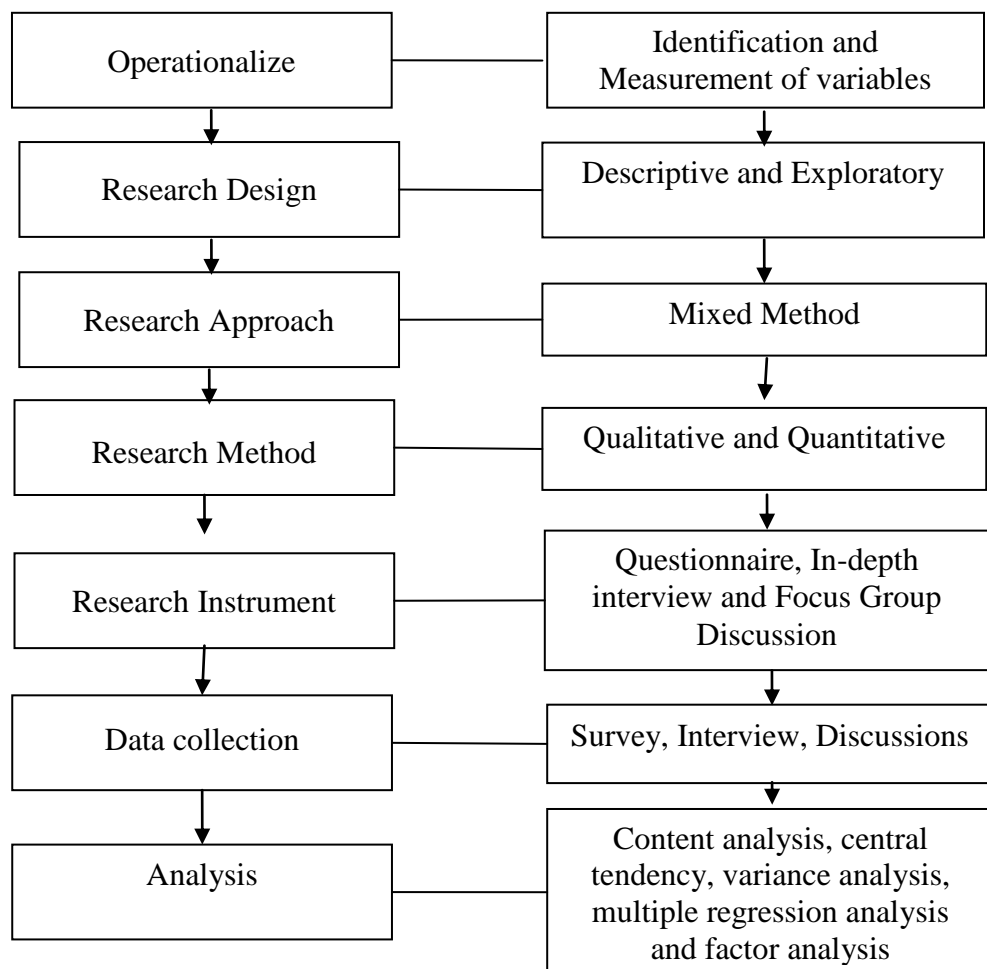 Operationalize
Identification and
Measurement of variables
Research Design
Descriptive and Exploratory
Research Approach
Mixed Method
Research Method
Qualitative and Quantitative
Research Instrument
Questionnaire, In-depth
interview and Focus Group
Discussion
Data collection
Survey, Interview, Discussions
Analysis
Content analysis, central
tendency, variance analysis,
multiple regression analysis
and factor analysis